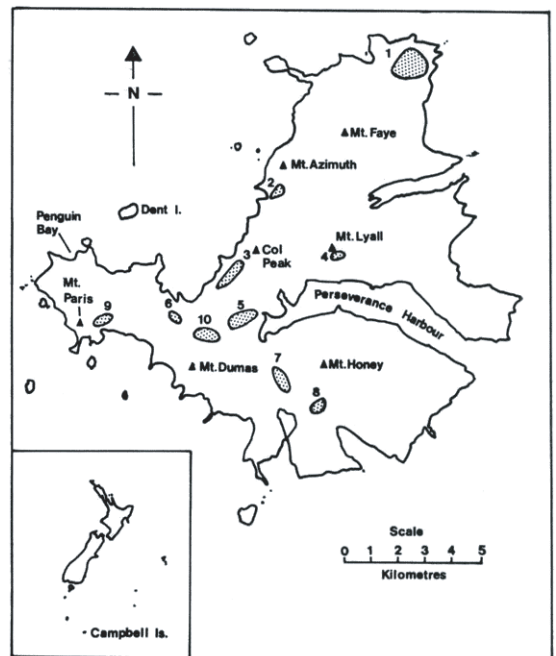 1
N
Mt. Faye
Mt. Azimuth
2
Dent I.
Penguin
Bay
Mt. Lyall
4
3
Col
Peak
Mt.
Paris
9
6
10
5
Perseverance Harbour
Mt. Dumas
7
Mt. Honey
8
Scale
0 1 2 3 4 5
Kilometres
Campbell Is.